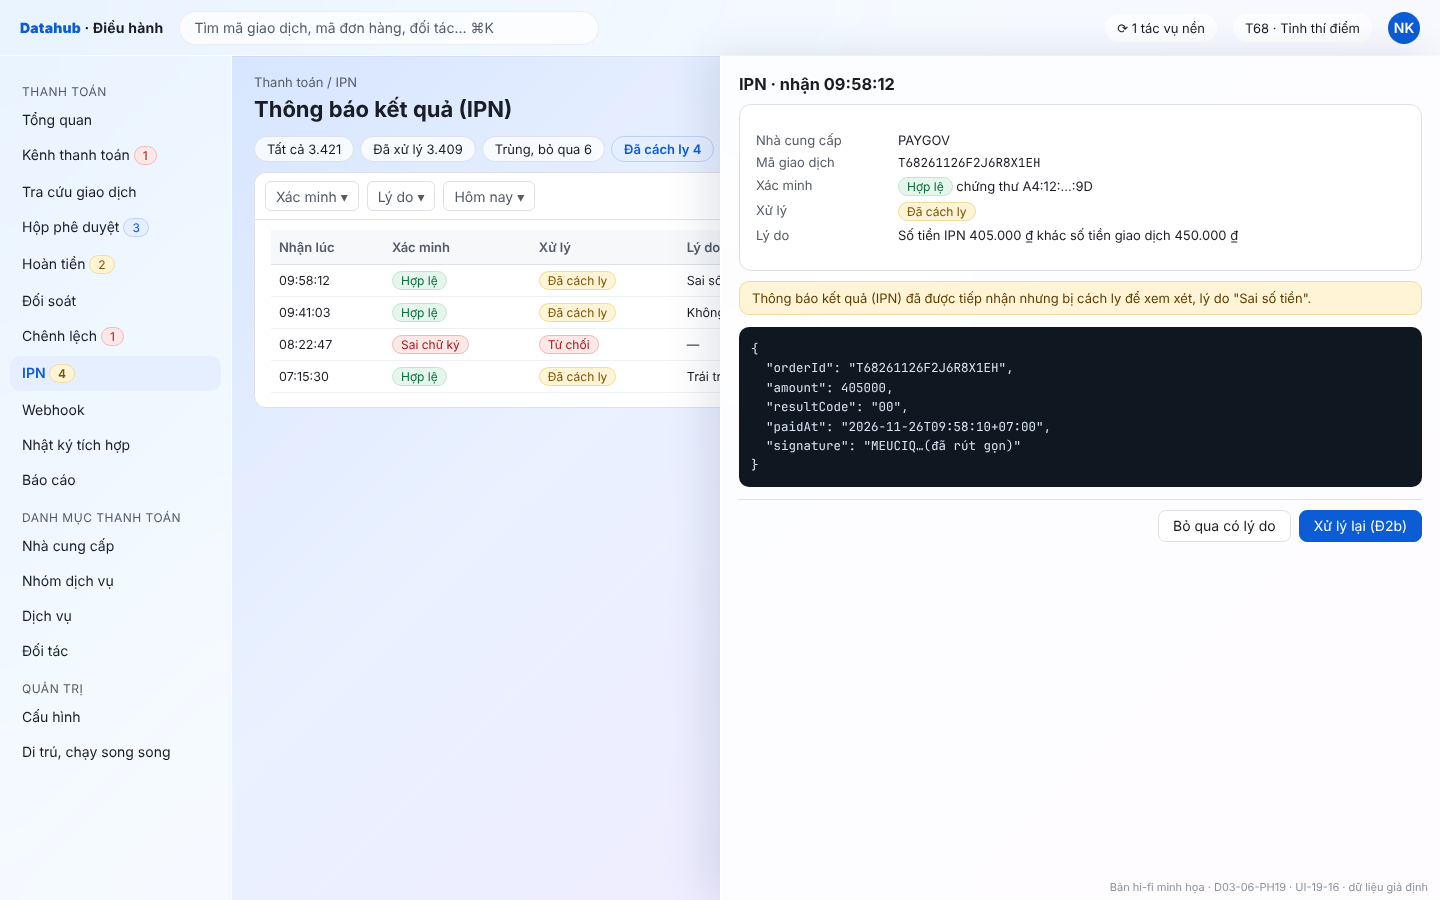 Datahub · Điều hành
Tìm mã giao dịch, mã đơn hàng, đối tác... ⌘K
⟳ 1 tác vụ nền
T68 · Tỉnh thí điểm
NK
THANH TOÁN
Tổng quan
Kênh thanh toán 1
Tra cứu giao dịch
Hộp phê duyệt 3
Hoàn tiền 2
Đối soát
Chênh lệch 1
IPN 4
Webhook
Nhật ký tích hợp
Báo cáo
DANH MỤC THANH TOÁN
Nhà cung cấp
Nhóm dịch vụ
Dịch vụ
Đối tác
QUẢN TRỊ
Cấu hình
Di trú, chạy song song
Thanh toán / IPN
Thông báo kết quả (IPN)
Tất cả 3.421
Đã xử lý 3.409
Trùng, bỏ qua 6
Đã cách ly 4
Xác minh ▾
Lý do ▾
Hôm nay ▾
Nhận lúc Xác minh Xử lý Lý do
09:58:12 Hợp lệ Đã cách ly Sai số
09:41:03 Hợp lệ Đã cách ly Không
08:22:47 Sai chữ ký Từ chối —
07:15:30 Hợp lệ Đã cách ly Trái
IPN · nhận 09:58:12
Nhà cung cấp PAYGOV
Mã giao dịch T68261126F2J6R8X1EH
Xác minh Hợp lệ chứng thư A4:12:...:9D
Xử lý Đã cách ly
Lý do Số tiền IPN 405.000 ₫ khác số tiền giao dịch 450.000 ₫
Thông báo kết quả (IPN) đã được tiếp nhận nhưng bị cách ly để xem xét, lý do "Sai số tiền".
{
"orderId": "T68261126F2J6R8X1EH",
"amount": 405000,
"resultCode": "00",
"paidAt": "2026-11-26T09:58:10+07:00",
"signature": "MEUCIQ…(đã rút gọn)"
}
Bỏ qua có lý do
Xử lý lại (Đ2b)
Bản hi-fi minh họa · D03-06-PH19 · UI-19-16 · dữ liệu giả định